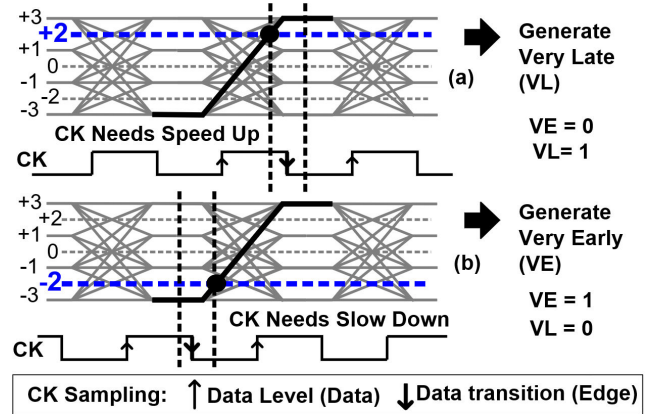 +3
+2
+1
0
-1
-2
-3
(a)
Generate
Very Late
(VL)
VE = 0
VL= 1
CK Needs Speed Up
CK
+3
+2
+1
0
-1
-2
-3
(b)
Generate
Very Early
(VE)
VE = 1
VL = 0
CK Needs Slow Down
CK
CK Sampling: ↑ Data Level (Data) ↓ Data transition (Edge)